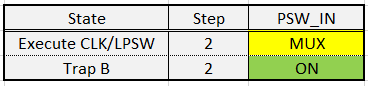 State Step PSW_IN
Execute CLK/LPSW 2 MUX
Trap B 2 ON